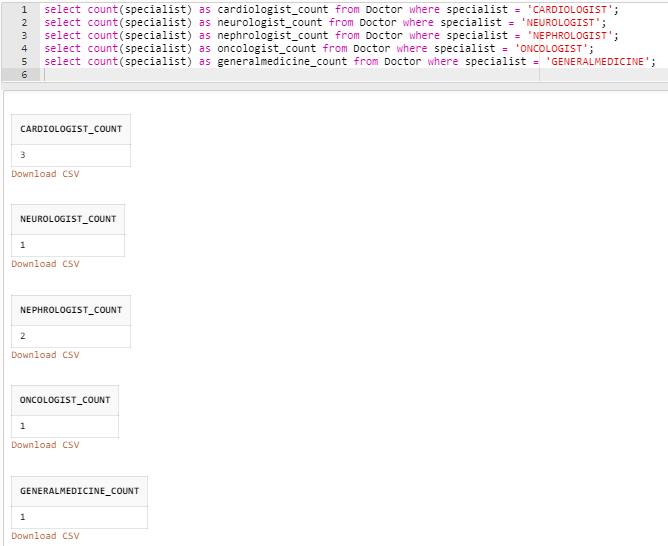 1 select count(specialist) as cardiologist_count from Doctor where specialist = 'CARDIOLOGIST';
2 select count(specialist) as neurologist_count from Doctor where specialist = 'NEUROLOGIST';
3 select count(specialist) as nephrologist_count from Doctor where specialist = 'NEPHROLOGIST';
4 select count(specialist) as oncologist_count from Doctor where specialist = 'ONCOLOGIST';
5 select count(specialist) as generalmedicine_count from Doctor where specialist = 'GENERALMEDICINE';
6
CARDIOLOGIST_COUNT
3
Download CSV
NEUROLOGIST_COUNT
1
Download CSV
NEPHROLOGIST_COUNT
2
Download CSV
ONCOLOGIST_COUNT
1
Download CSV
GENERALMEDICINE_COUNT
1
Download CSV